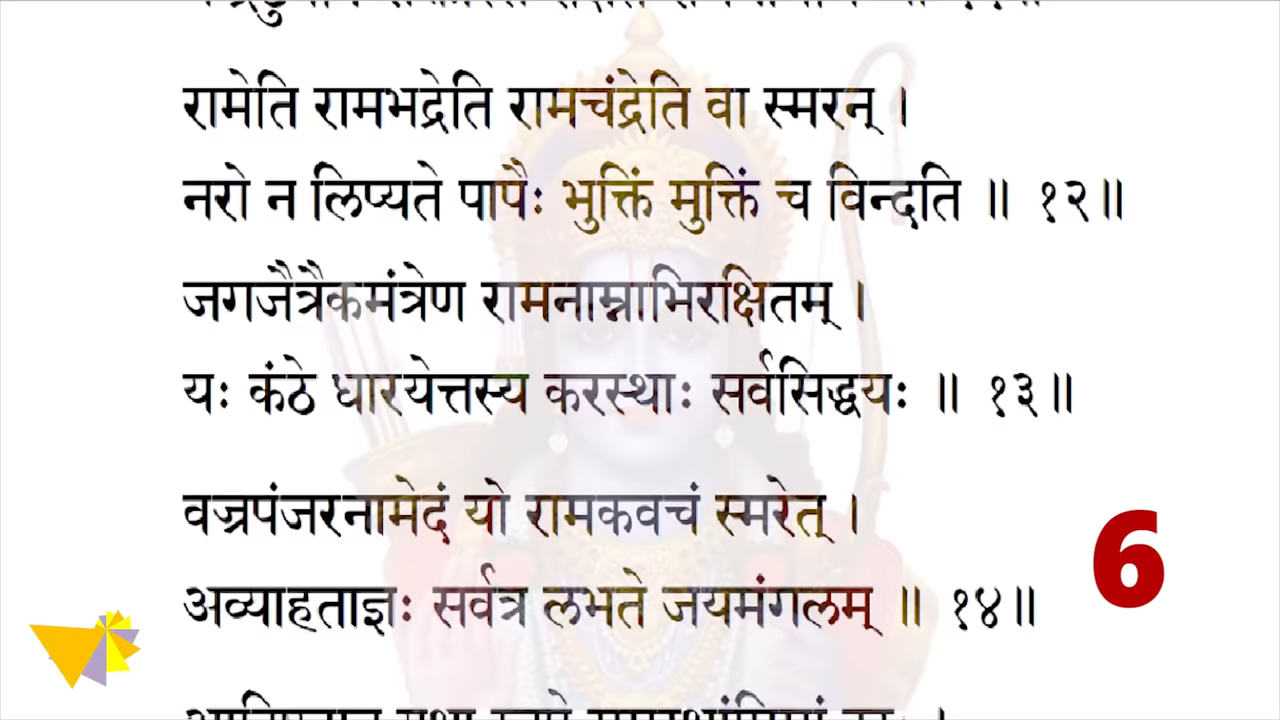 रामेति रामभद्रेति रामचंद्रेति वा स्मरन् ।
नरो न लिप्यते पापैः भुक्तिं मुक्तिं च विन्दति ॥ १२॥
जगजैत्रैकमंत्रेण रामनाम्नाभिरक्षितम् ।
यः कंठे धारयेत्तस्य करस्थाः सर्वसिद्धयः ॥ १३॥
वज्रपंजरनामेदं यो रामकवचं स्मरेत् ।
अव्याहताज्ञः सर्वत्र लभते जयमंगलम् ॥ १४॥
6